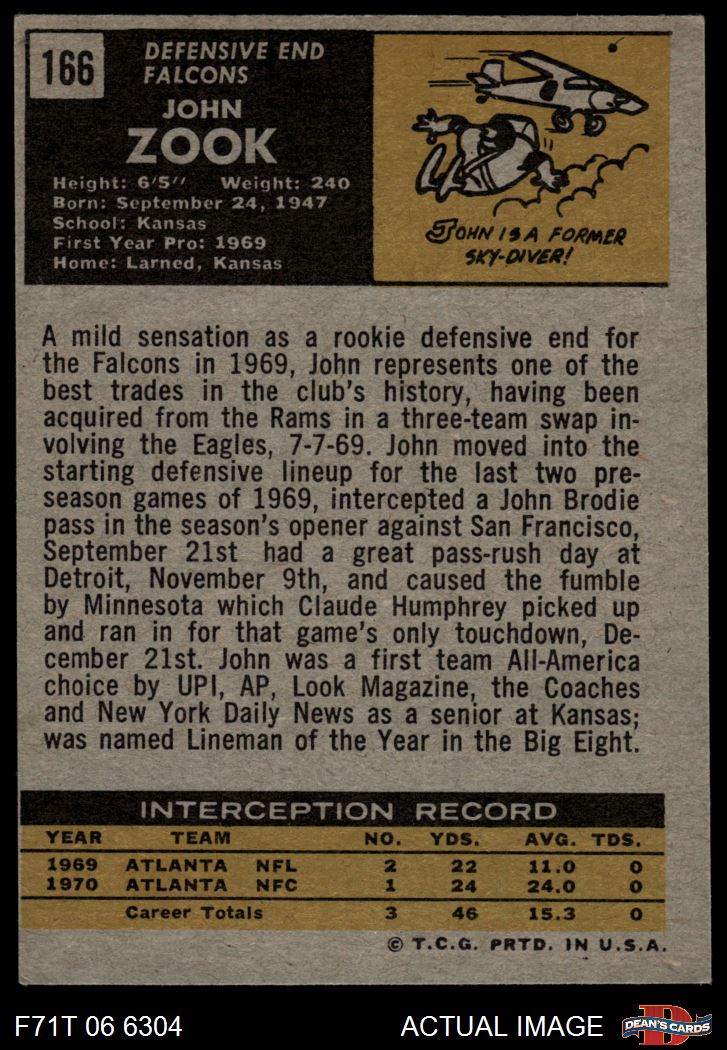 166
DEFENSIVE END
FALCONS
JOHN
ZOOK
Height: 6'5" Weight: 240
Born: September 24, 1947
School: Kansas
First Year Pro: 1969
Home: Larned, Kansas
JOHN IS A FORMER
SKY-DIVER!
A mild sensation as a rookie defensive end for
the Falcons in 1969, John represents one of the
best trades in the club's history, having been
acquired from the Rams in a three-team swap in-
volving the Eagles, 7-7-69. John moved into the
starting defensive lineup for the last two pre-
season games of 1969, intercepted a John Brodie
pass in the season's opener against San Francisco,
September 21st had a great pass-rush day at
Detroit, November 9th, and caused the fumble
by Minnesota which Claude Humphrey picked up
and ran in for that game's only touchdown, De-
cember 21st. John was a first team All-America
choice by UPI, AP, Look Magazine, the Coaches
and New York Daily News as a senior at Kansas;
was named Lineman of the Year in the Big Eight.
INTERCEPTION RECORD
YEAR TEAM NO. YDS. AVG. TDS.
1969 ATLANTA NFL 2 22 11.0 0
1970 ATLANTA NFC 1 24 24.0 0
Career Totals 3 46 15.3 0
© T.C.G. PRTD. IN U.S.A.
F71T 06 6304 ACTUAL IMAGE
D
DEAN'S CARDS